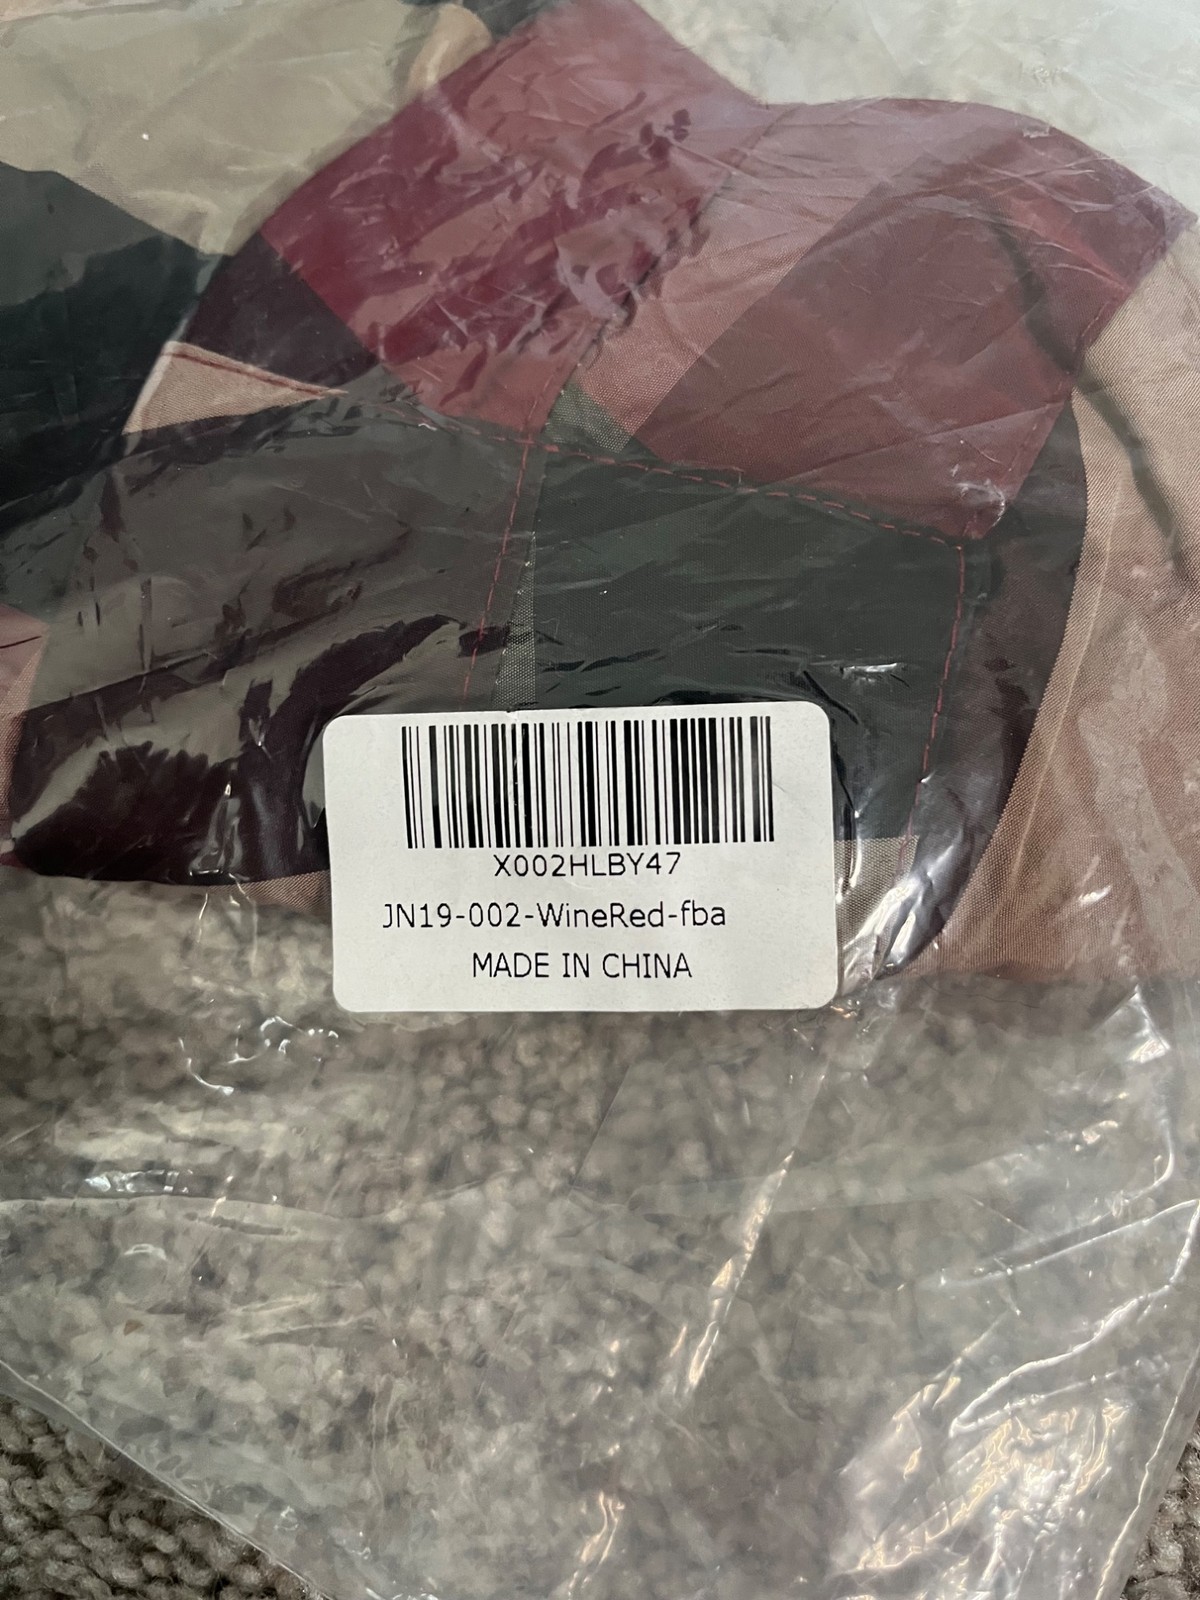 X002HLBY47
JN19-002-WineRed-fba
MADE IN CHINA